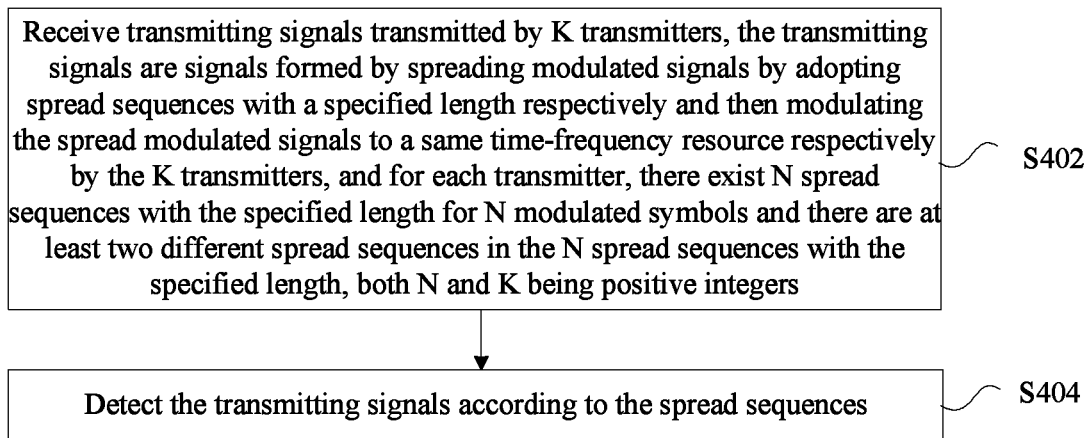 Receive transmitting signals transmitted by K transmitters, the transmitting
signals are signals formed by spreading modulated signals by adopting
spread sequences with a specified length respectively and then modulating
the spread modulated signals to a same time-frequency resource respectively
by the K transmitters, and for each transmitter, there exist N spread
sequences with the specified length for N modulated symbols and there are at
least two different spread sequences in the N spread sequences with the
specified length, both N and K being positive integers
S402
Detect the transmitting signals according to the spread sequences
S404